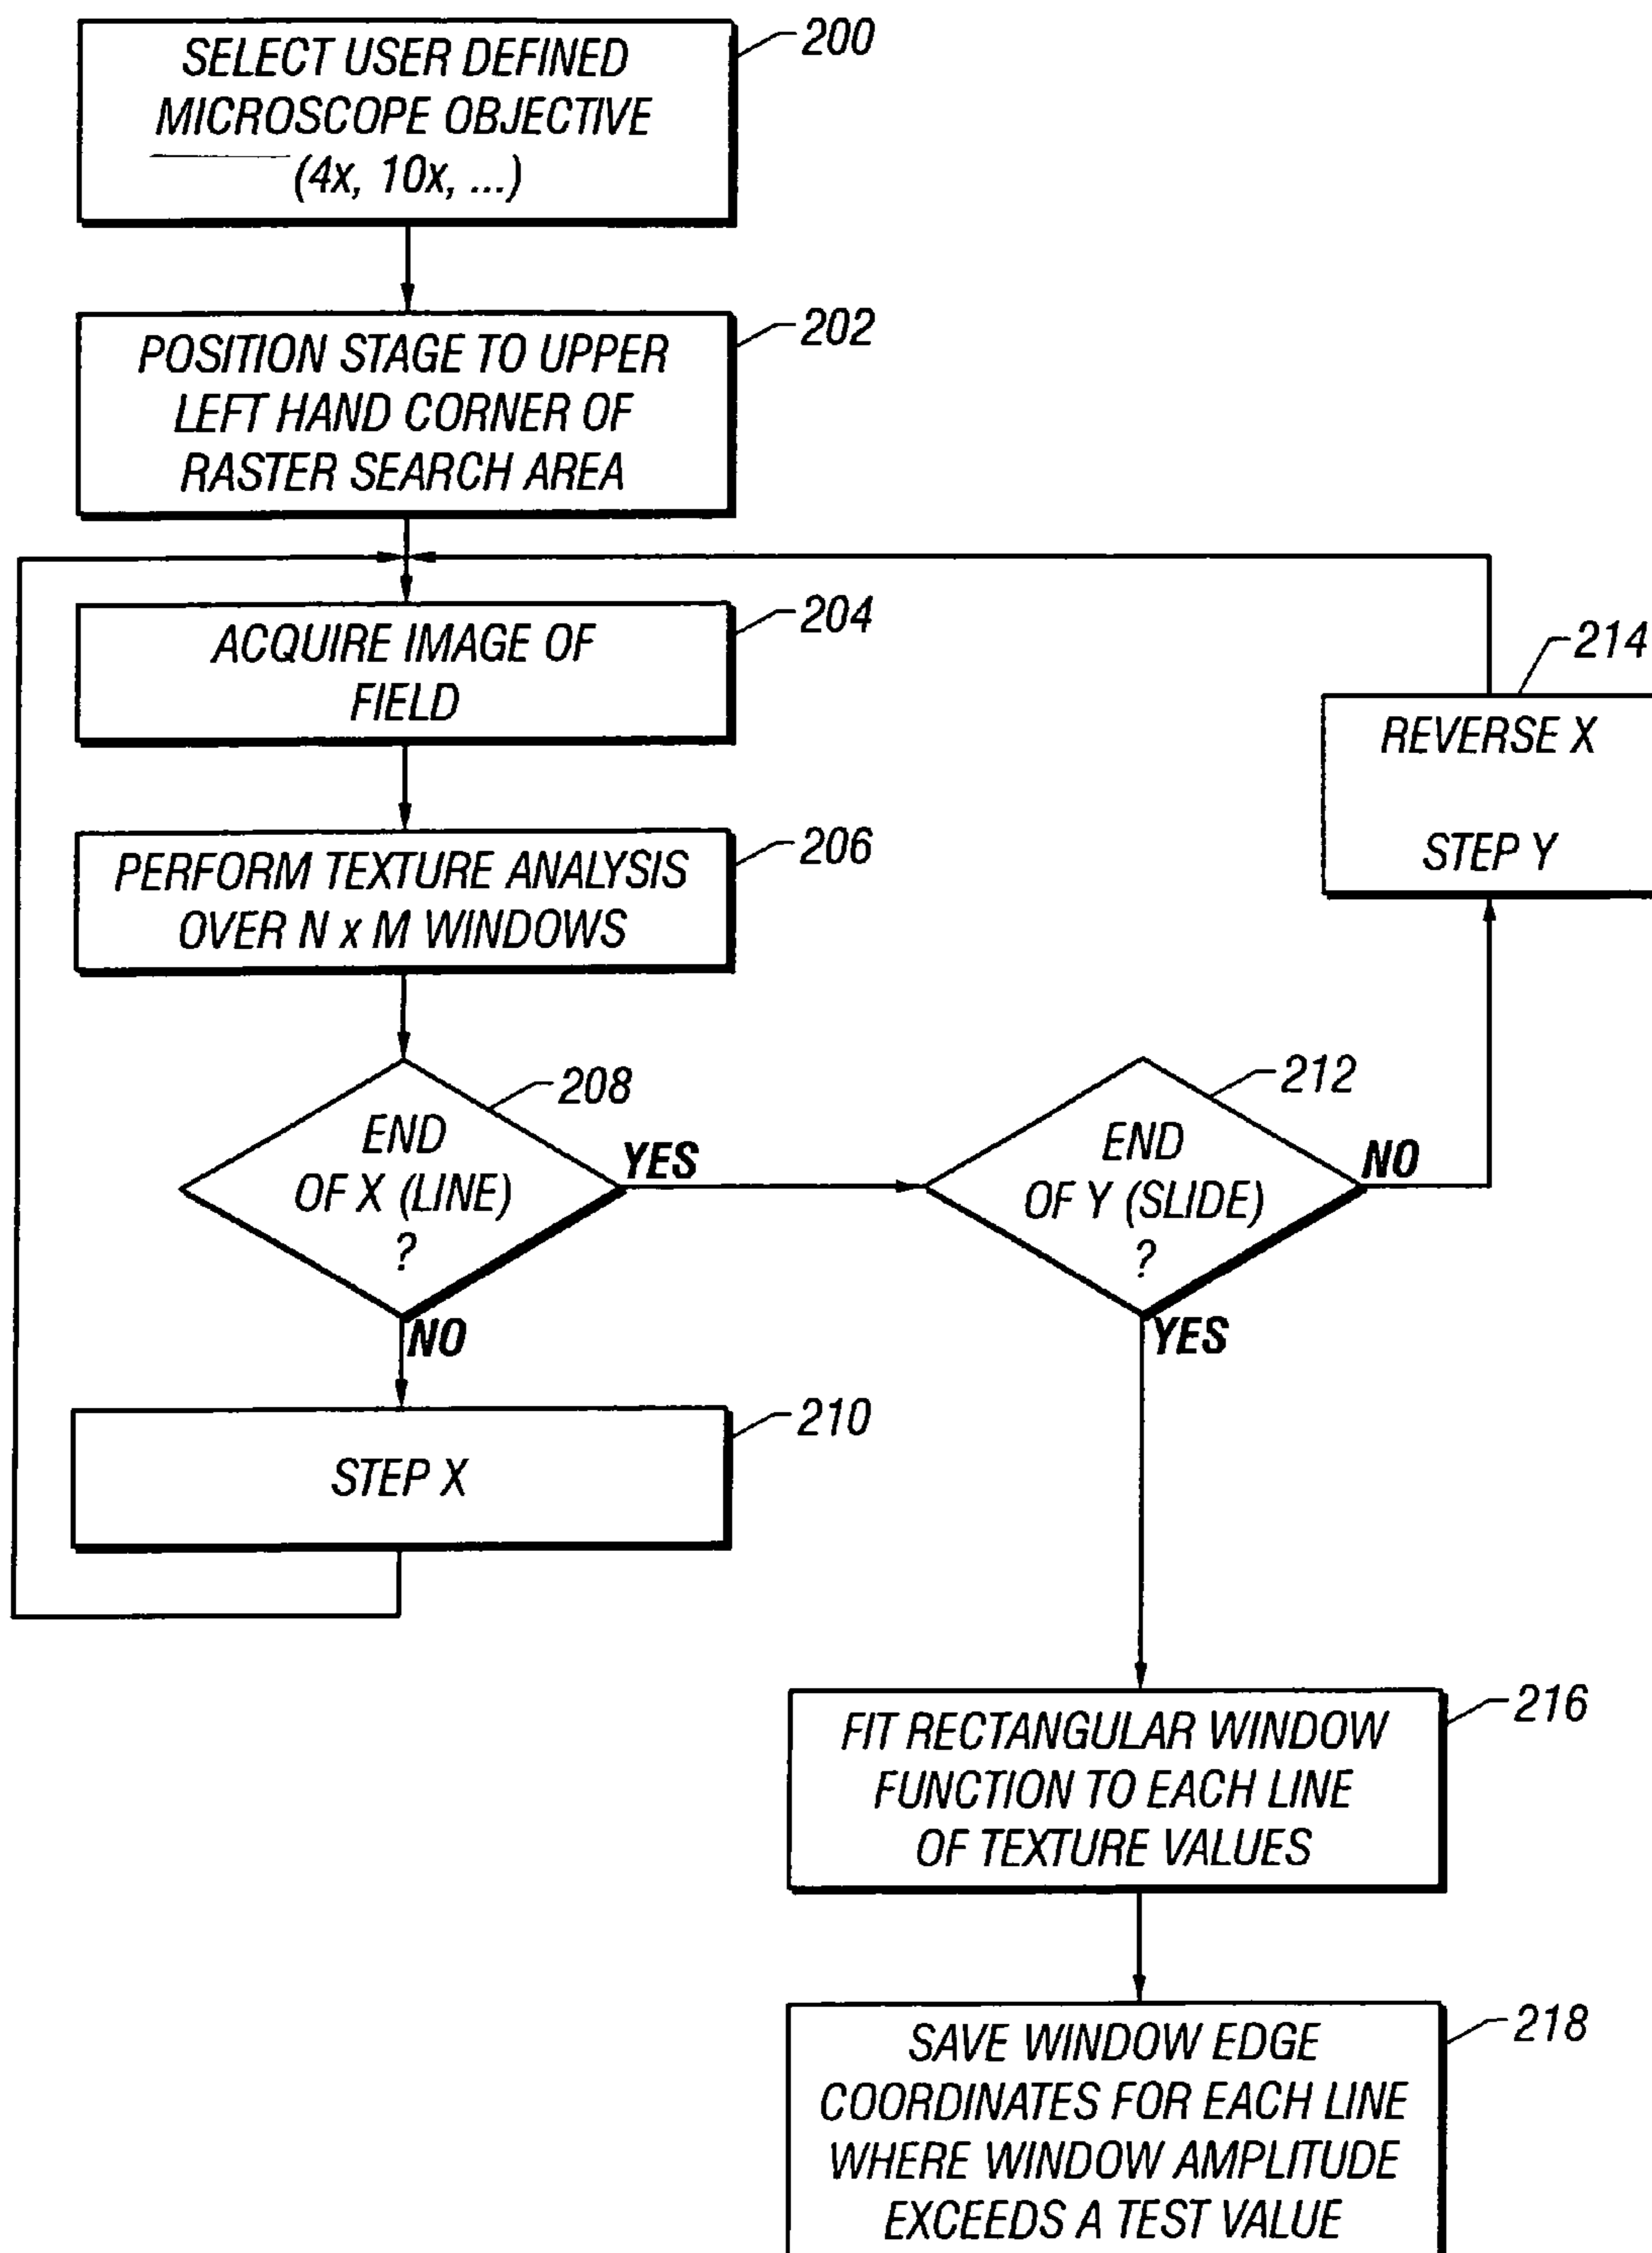 SELECT USER DEFINED
MICROSCOPE OBJECTIVE
(4x, 10x, ...)
200
POSITION STAGE TO UPPER
LEFT HAND CORNER OF
RASTER SEARCH AREA
202
ACQUIRE IMAGE OF
FIELD
204
PERFORM TEXTURE ANALYSIS
OVER N x M WINDOWS
206
END
OF X (LINE)
?
208
YES
NO
STEP X
210
END
OF Y (SLIDE)
?
212
NO
YES
REVERSE X
STEP Y
214
FIT RECTANGULAR WINDOW
FUNCTION TO EACH LINE
OF TEXTURE VALUES
216
SAVE WINDOW EDGE
COORDINATES FOR EACH LINE
WHERE WINDOW AMPLITUDE
EXCEEDS A TEST VALUE
218